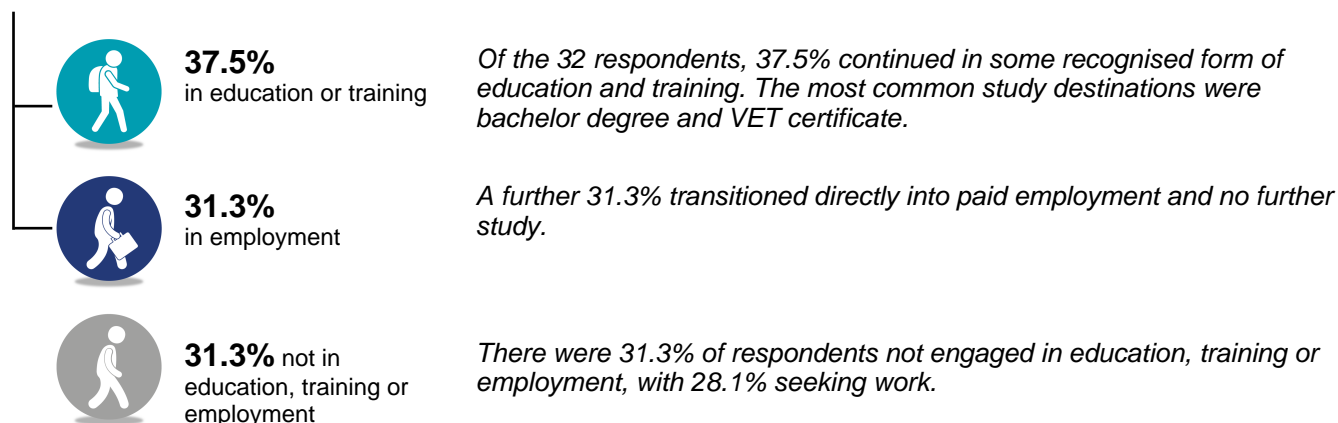 37.5%
in education or training
Of the 32 respondents, 37.5% continued in some recognised form of
education and training. The most common study destinations were
bachelor degree and VET certificate.
31.3%
in employment
A further 31.3% transitioned directly into paid employment and no further
study.
31.3% not in
education, training or
employment
There were 31.3% of respondents not engaged in education, training or
employment, with 28.1% seeking work.